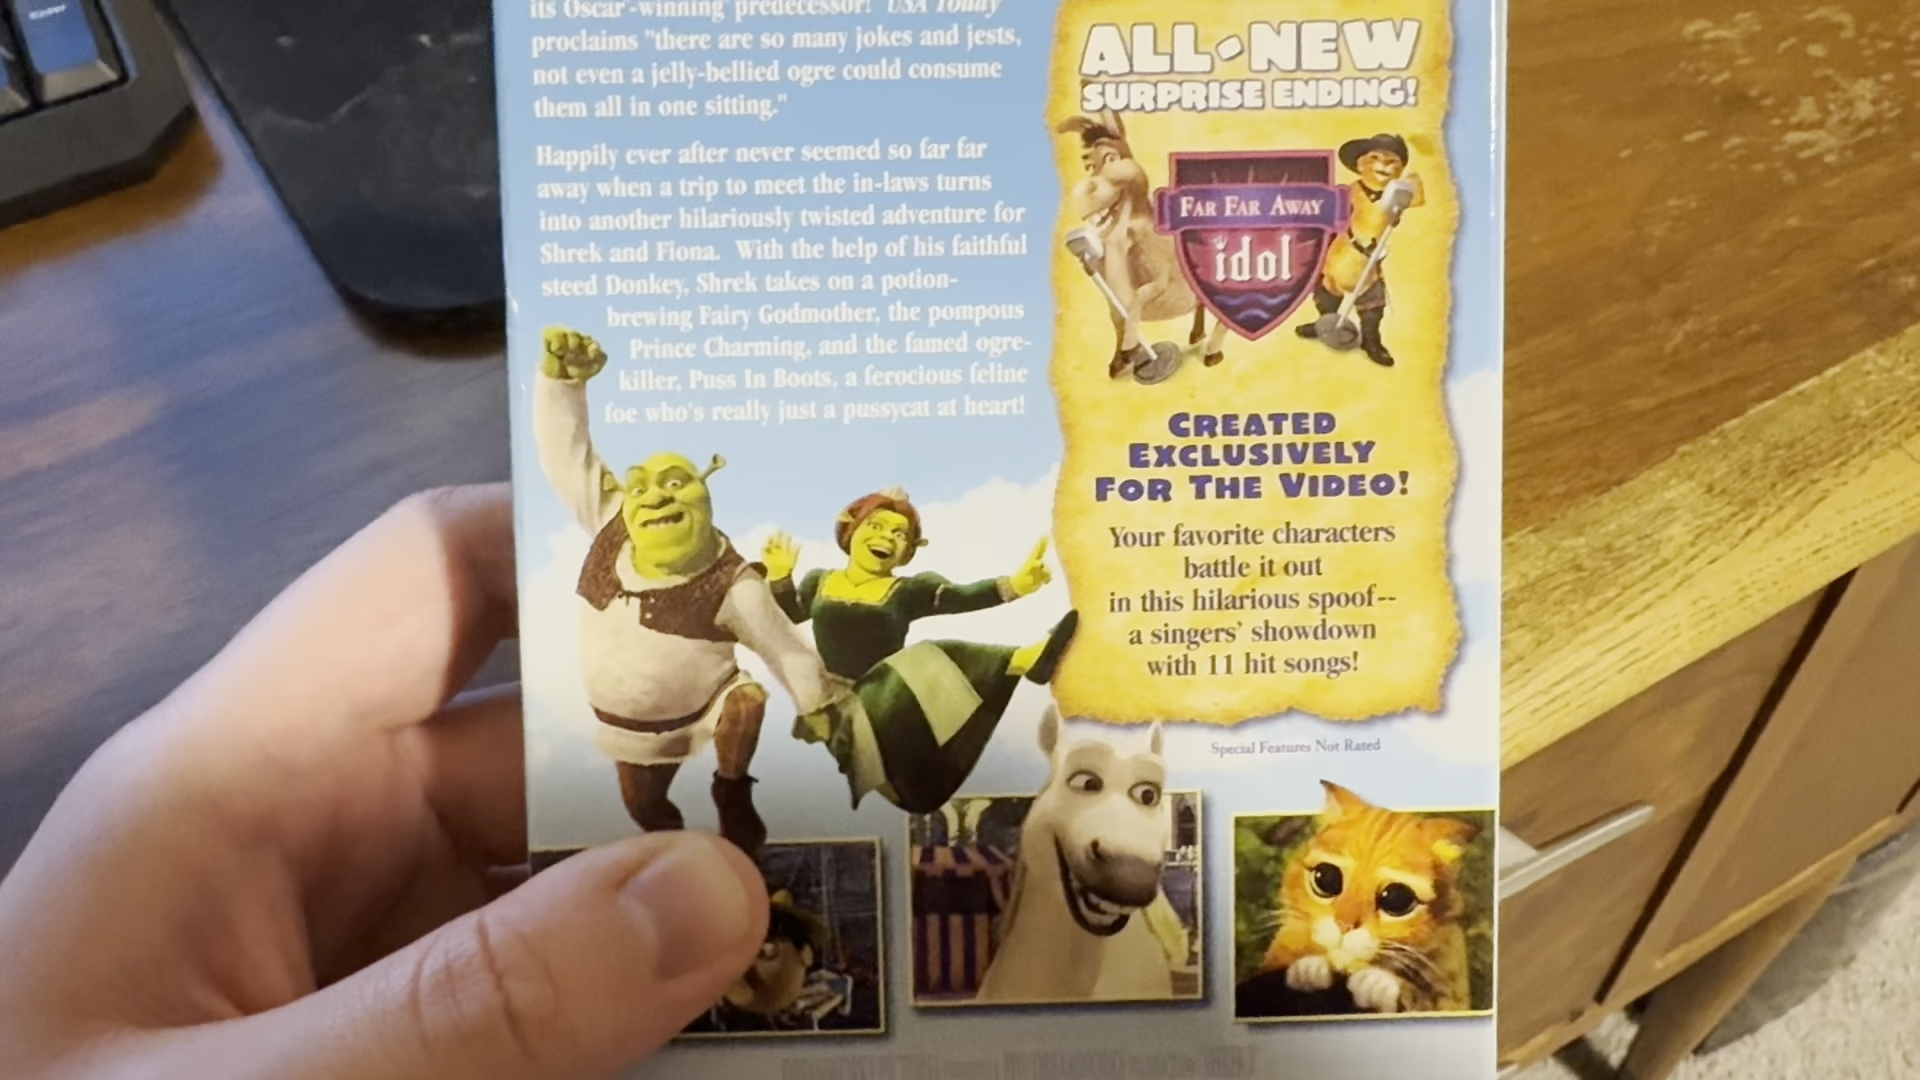 its Oscar®-winning predecessor! USA Today
proclaims "there are so many jokes and jests,
not even a jelly-bellied ogre could consume
them all in one sitting."
Happily ever after never seemed so far far
away when a trip to meet the in-laws turns
into another hilariously twisted adventure for
Shrek and Fiona. With the help of his faithful
steed Donkey, Shrek takes on a potion-
brewing Fairy Godmother, the pompous
Prince Charming, and the famed ogre-
killer, Puss In Boots, a ferocious feline
foe who's really just a pussycat at heart!
ALL-NEW
SURPRISE ENDING!
FAR FAR AWAY
idol
CREATED
EXCLUSIVELY
FOR THE VIDEO!
Your favorite characters
battle it out
in this hilarious spoof--
a singers' showdown
with 11 hit songs!
Special Features Not Rated